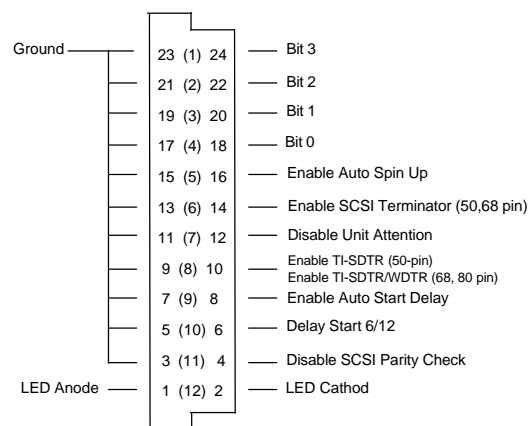 Ground 23 (1) 24 Bit 3
21 (2) 22 Bit 2
19 (3) 20 Bit 1
17 (4) 18 Bit 0
15 (5) 16 Enable Auto Spin Up
13 (6) 14 Enable SCSI Terminator (50,68 pin)
11 (7) 12 Disable Unit Attention
9 (8) 10 Enable TI-SDTR (50-pin)
Enable TI-SDTR/WDTR (68, 80 pin)
7 (9) 8 Enable Auto Start Delay
5 (10) 6 Delay Start 6/12
3 (11) 4 Disable SCSI Parity Check
LED Anode 1 (12) 2 LED Cathod